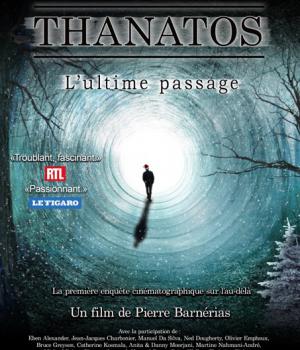 THANATOS
L'ultime passage
«Troublant, fascinant.»
RTL
«Passionnant.»
LE FIGARO
La première enquête cinématographique sur l'au-délà
Un film de Pierre Barnérias
Avec la participation de :
Eben Alexander, Jean-Jacques Charbonier, Manuel Da Silva, Ned Dougherty, Olivier Emphoux,
Bruce Greyson, Catherine Kosmala, Anita & Danny Moorjani, Martine Nahmani-André,